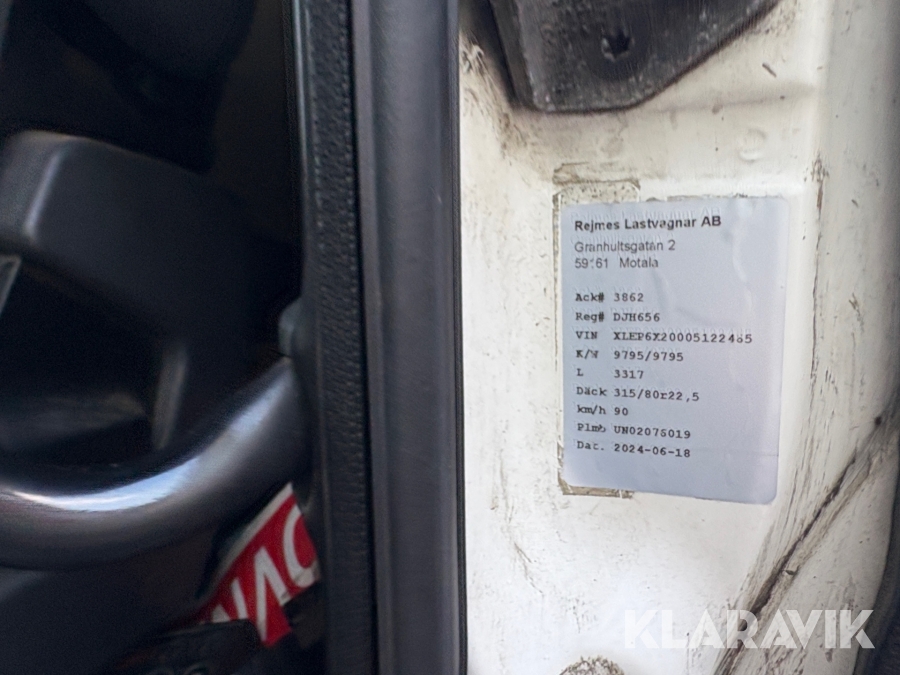 Rejmes Lastvagnar AB
Granhultsgatan 2
59161 Motala
Ack# 3862
Reg# DJH656
VIN XLEP6X20005122485
K/W 9795/9795
L 3317
Däck 315/80r22,5
km/h 90
Plmb UN02075019
Dat. 2024-06-18
KLARAVIK